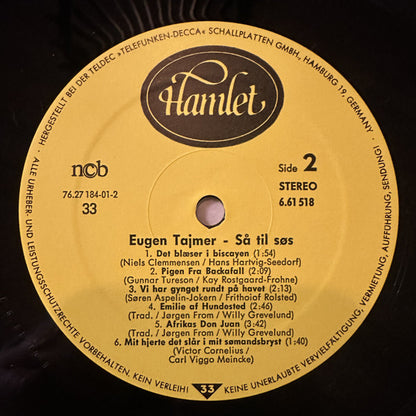 HERGESTELLT BEI DER TELDEC »TELEFUNKEN-DECCA« SCHALLPLATTEN GMBH., HAMBURG 19, GERMANY
ALLE URHEBER- UND LEISTUNGSSCHUTZRECHTE VORBEHALTEN. KEIN VERLEIH! KEINE UNERLAUBTE VERVIELFÄLTIGUNG, VERMIETUNG, AUFFÜHRUNG, SENDUNG!
Hamlet
ncb
76.27 184-01-2
33
Side 2
STEREO
6.61 518
Eugen Tajmer - Så til søs
1. Det blæser i biscayen (1:54)
(Niels Clemmensen / Hans Hartvig-Seedorf)
2. Pigen Fra Backafall (2:09)
(Gunnar Tureson / Kay Rostgaard-Frohne)
3. Vi har gynget rundt på hovet (2:13)
(Søren Aspelin-Jokern / Frithoiof Rolsted)
4. Emilie af Hundested (2:46)
(Trad. / Jørgen From / Willy Grevelund)
5. Afrikas Don Juan (3:42)
(Trad. / Jørgen From / Willy Grevelund)
6. Mit hjerte det slår i mit sømandsbryst (1:40)
(Victor Cornelius /
Carl Viggo Meincke)
33